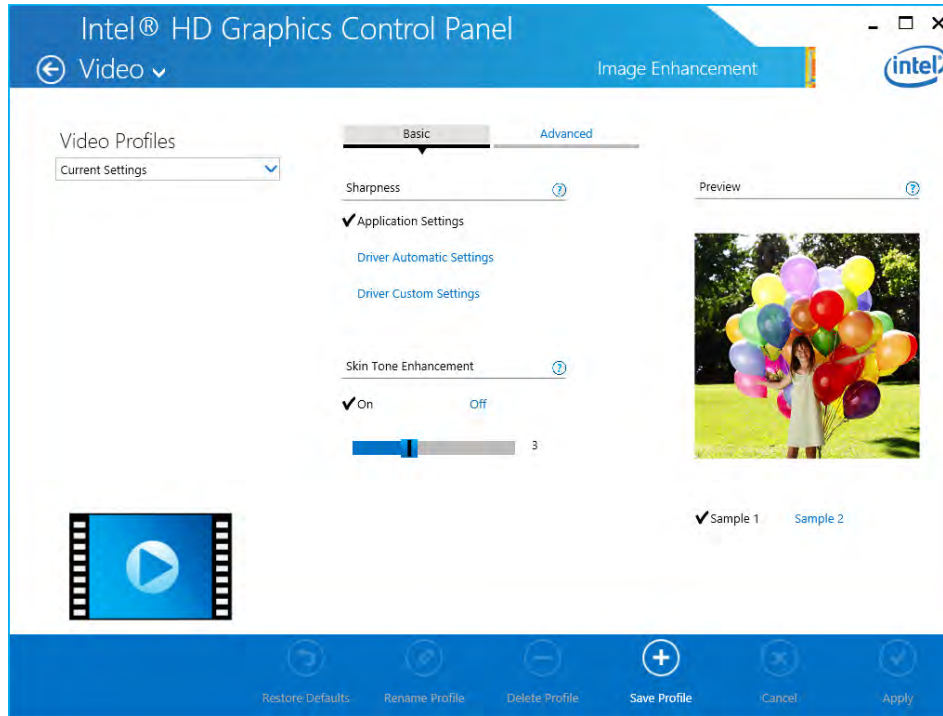 Intel® HD Graphics Control Panel
Video
Image Enhancement
intel
Video Profiles
Current Settings
Basic
Advanced
Sharpness
?
Application Settings
Driver Automatic Settings
Driver Custom Settings
Skin Tone Enhancement
?
On
Off
3
Preview
?
Sample 1
Sample 2
Restore Defaults
Rename Profile
Delete Profile
Save Profile
Cancel
Apply